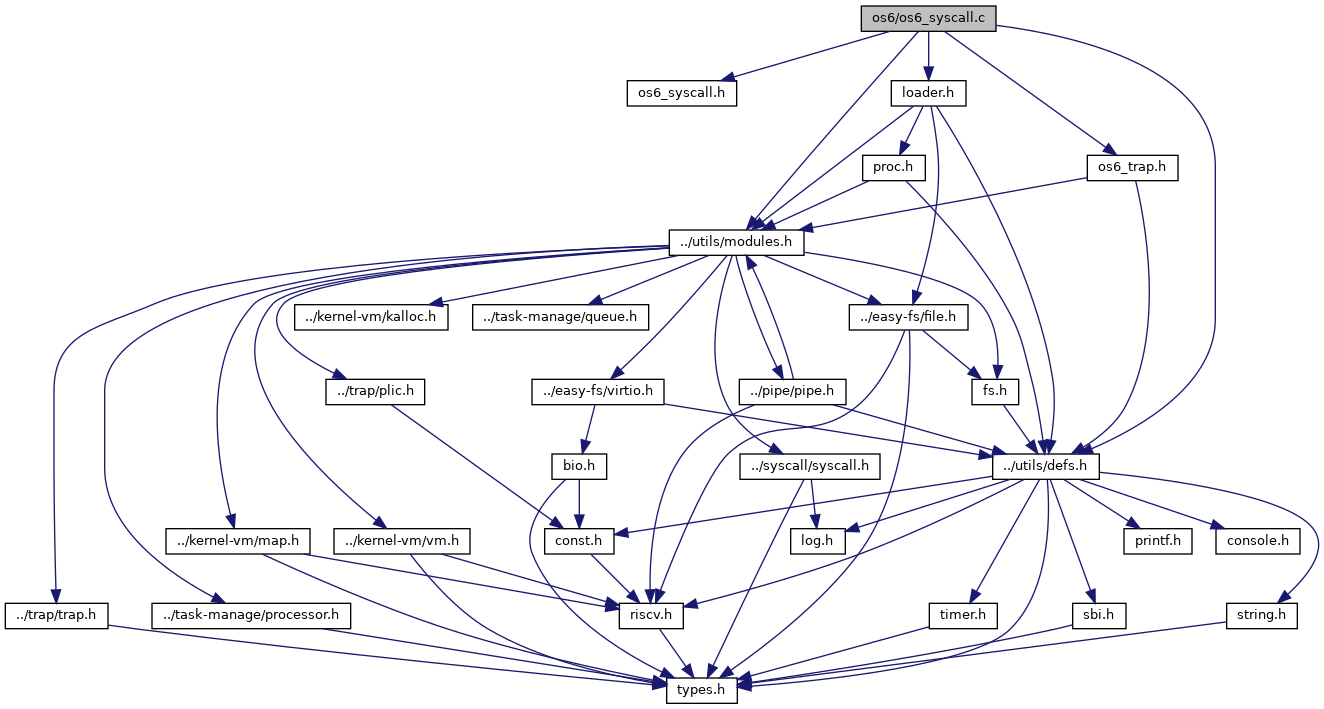 os6/os6_syscall.c
os6_syscall.h
loader.h
proc.h
os6_trap.h
../utils/modules.h
../kernel-vm/kalloc.h
../task-manage/queue.h
../easy-fs/file.h
../trap/plic.h
../easy-fs/virtio.h
../pipe/pipe.h
fs.h
bio.h
../syscall/syscall.h
../utils/defs.h
../kernel-vm/map.h
../kernel-vm/vm.h
const.h
log.h
printf.h
console.h
../trap/trap.h
../task-manage/processor.h
riscv.h
timer.h
sbi.h
string.h
types.h